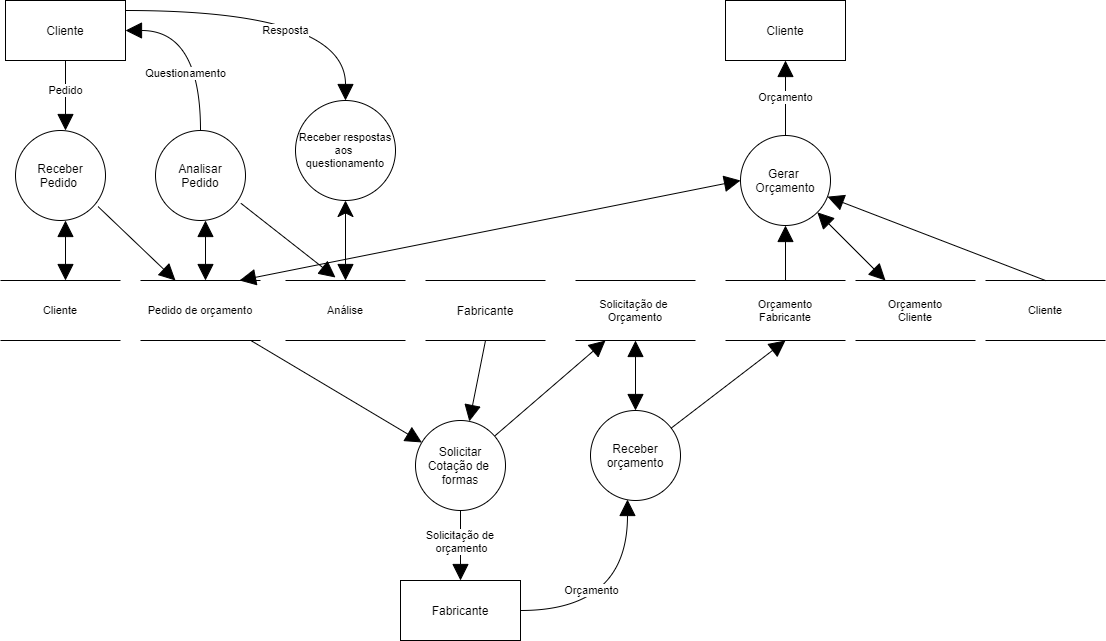 Cliente
Resposta
Cliente
Questionamento
Pedido
Orçamento
Receber
Pedido
Analisar
Pedido
Receber respostas
aos
questionamento
Gerar
Orçamento
Cliente
Pedido de orçamento
Análise
Fabricante
Solicitação de
Orçamento
Orçamento
Fabricante
Orçamento
Cliente
Cliente
Solicitar
Cotação de
formas
Receber
orçamento
Solicitação de
orçamento
Orçamento
Fabricante